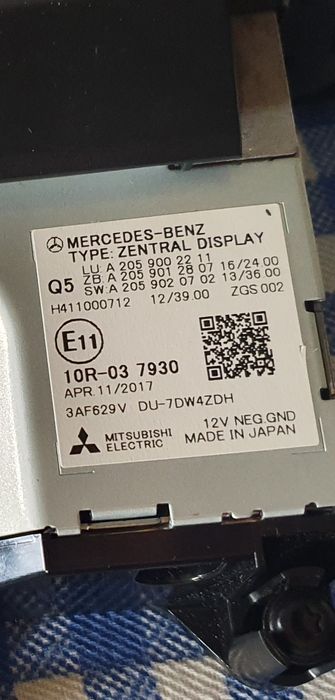 MERCEDES-BENZ
TYPE: ZENTRAL DISPLAY
LU: A 205 900 22 11
Q5 ZB: A 205 901 28 07 16/24 00
SW: A 205 902 07 02 13/36.00
H411000712 12/39.00 ZGS 002
E11
10R-03 7930
APR.11/2017
3AF629V DU-7DW4ZDH
12V NEG.GND
MITSUBISHI ELECTRIC MADE IN JAPAN